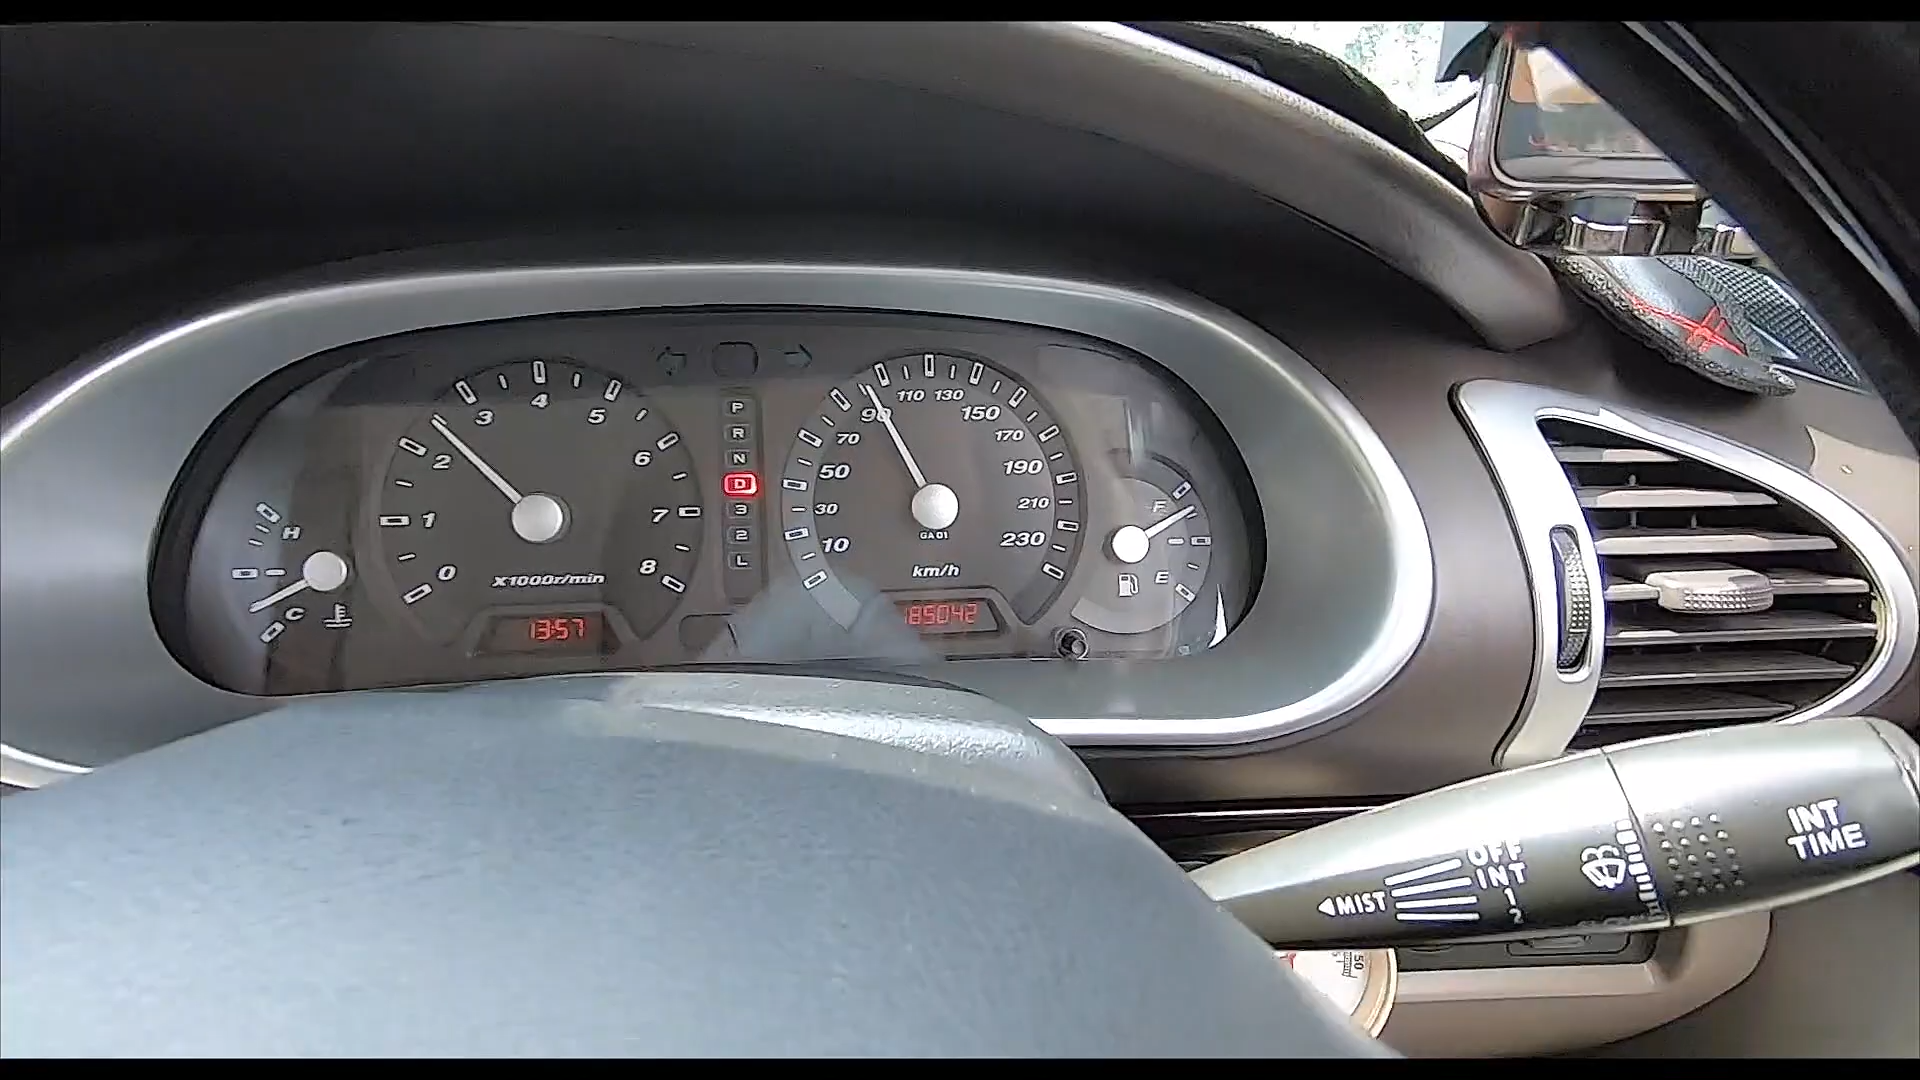 0
1
2
3
4
5
6
7
8
X1000r/min
13:57
H
C
P
R
N
D
3
2
L
10
30
50
70
90
110
130
150
170
190
210
230
GA01
km/h
185042
F
E
OFF
INT
1
2
◄MIST
INT
TIME
50